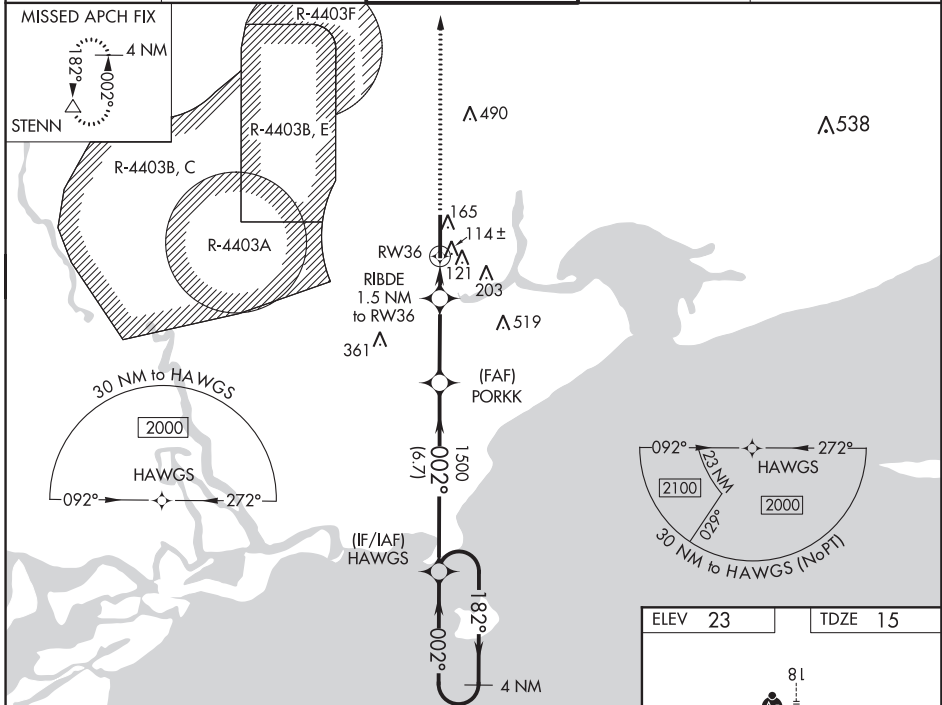 MISSED APCH FIX
4 NM
182°
002°
STENN
R-4403F
R-4403B, E
R-4403B, C
R-4403A
490
538
165
114 ±
RW36
121
203
RIBDE
1.5 NM
to RW36
519
361
(FAF)
PORKK
30 NM to HAWGS
2000
HAWGS
092°
272°
1500
002°
(6.7)
092°
272°
HAWGS
23 NM
2100
2000
029°
30 NM to HAWGS (NoPT)
(IF/IAF)
HAWGS
182°
002°
4 NM
ELEV 23
TDZE 15
18